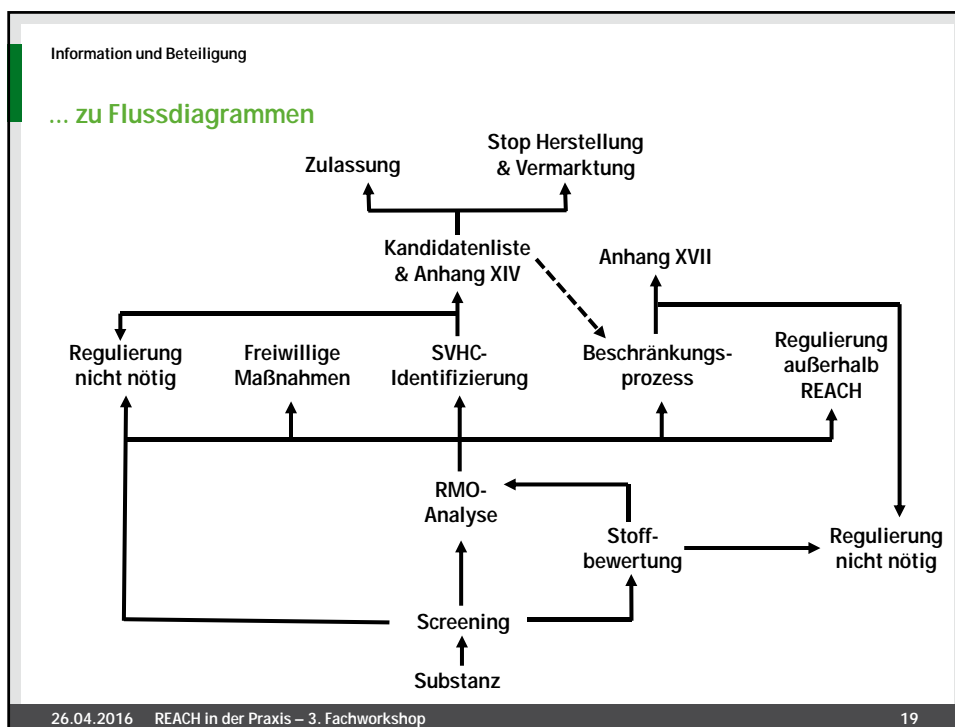 Information und Beteiligung
... zu Flussdiagrammen
Stop Herstellung
& Vermarktung
Zulassung
Kandidatenliste
& Anhang XIV
Anhang XVII
Regulierung
nicht nötig
Freiwillige
Maßnahmen
SVHC-
Identifizierung
Beschränkungs-
prozess
Regulierung
außerhalb
REACH
RMO-
Analyse
Stoff-
bewertung
Regulierung
nicht nötig
Screening
Substanz
26.04.2016 REACH in der Praxis – 3. Fachworkshop 19